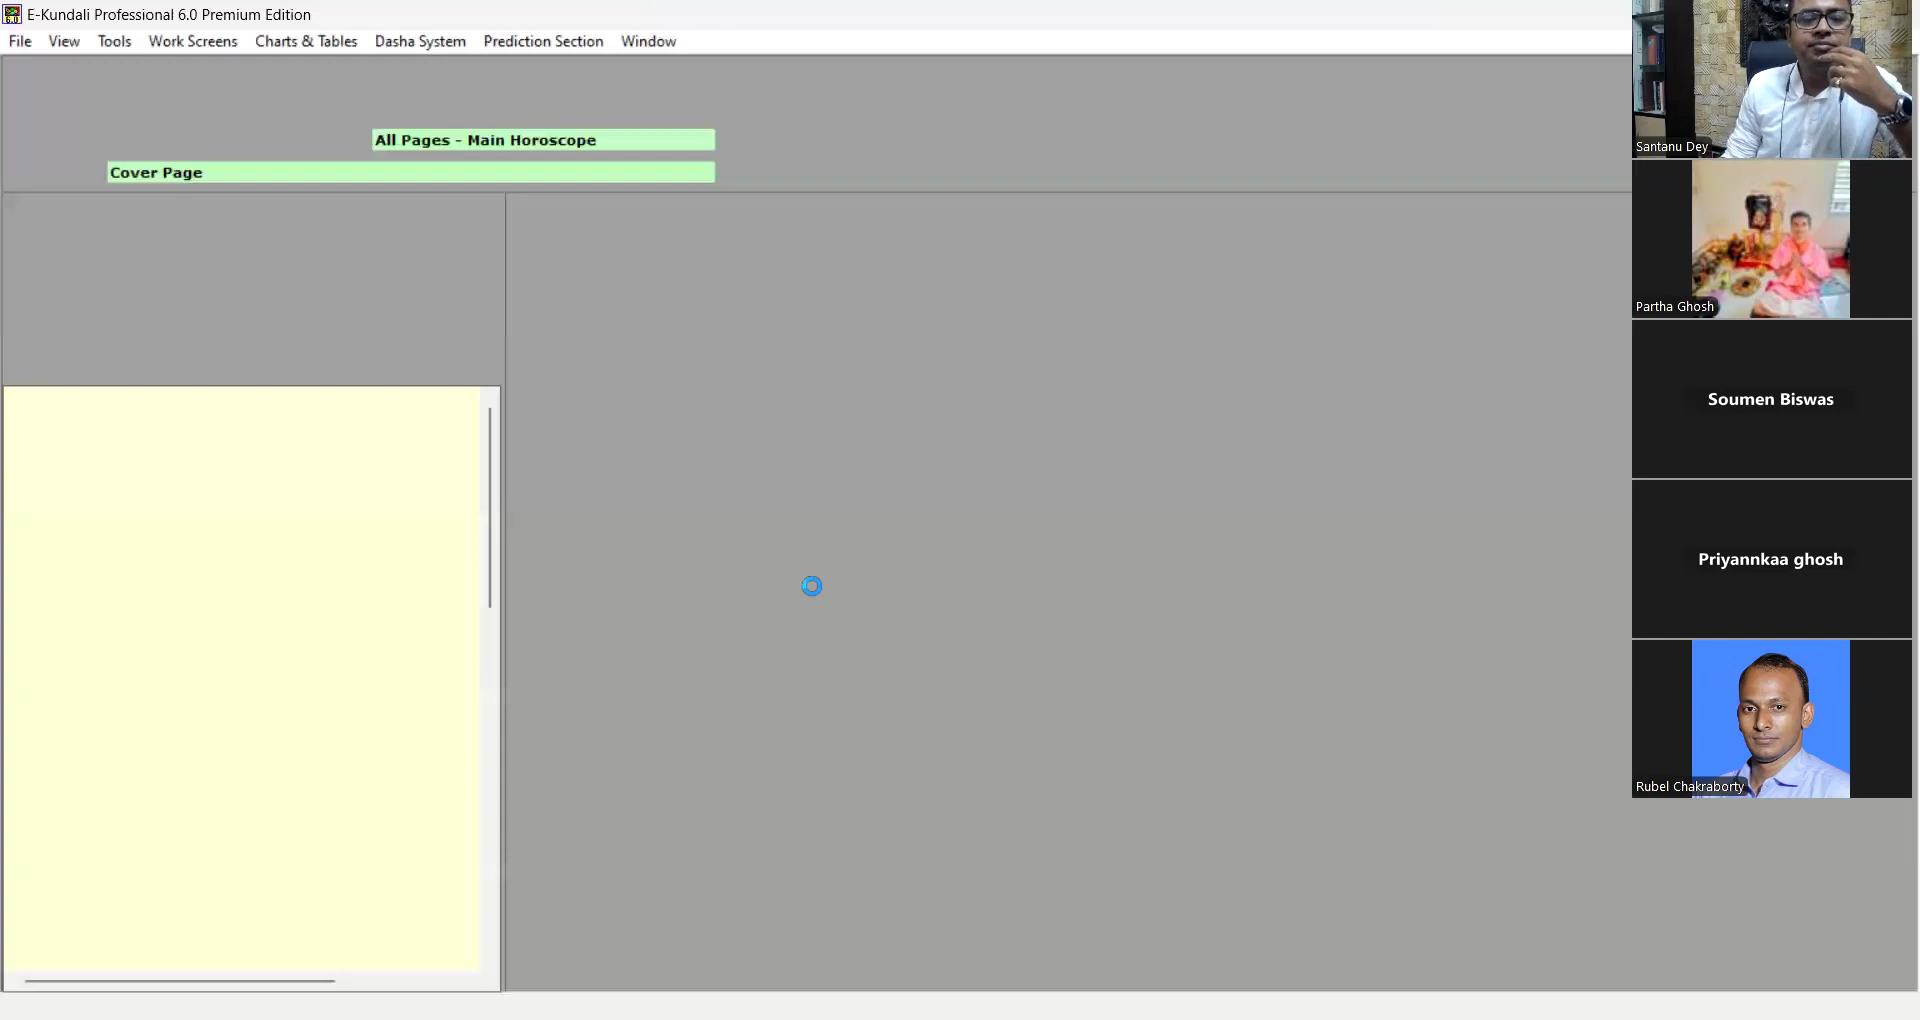 E-Kundali Professional 6.0 Premium Edition
File View Tools Work Screens Charts & Tables Dasha System Prediction Section Window
All Pages - Main Horoscope
Cover Page
Santanu Dey
Partha Ghosh
Soumen Biswas
Priyannkaa ghosh
Rubel Chakraborty